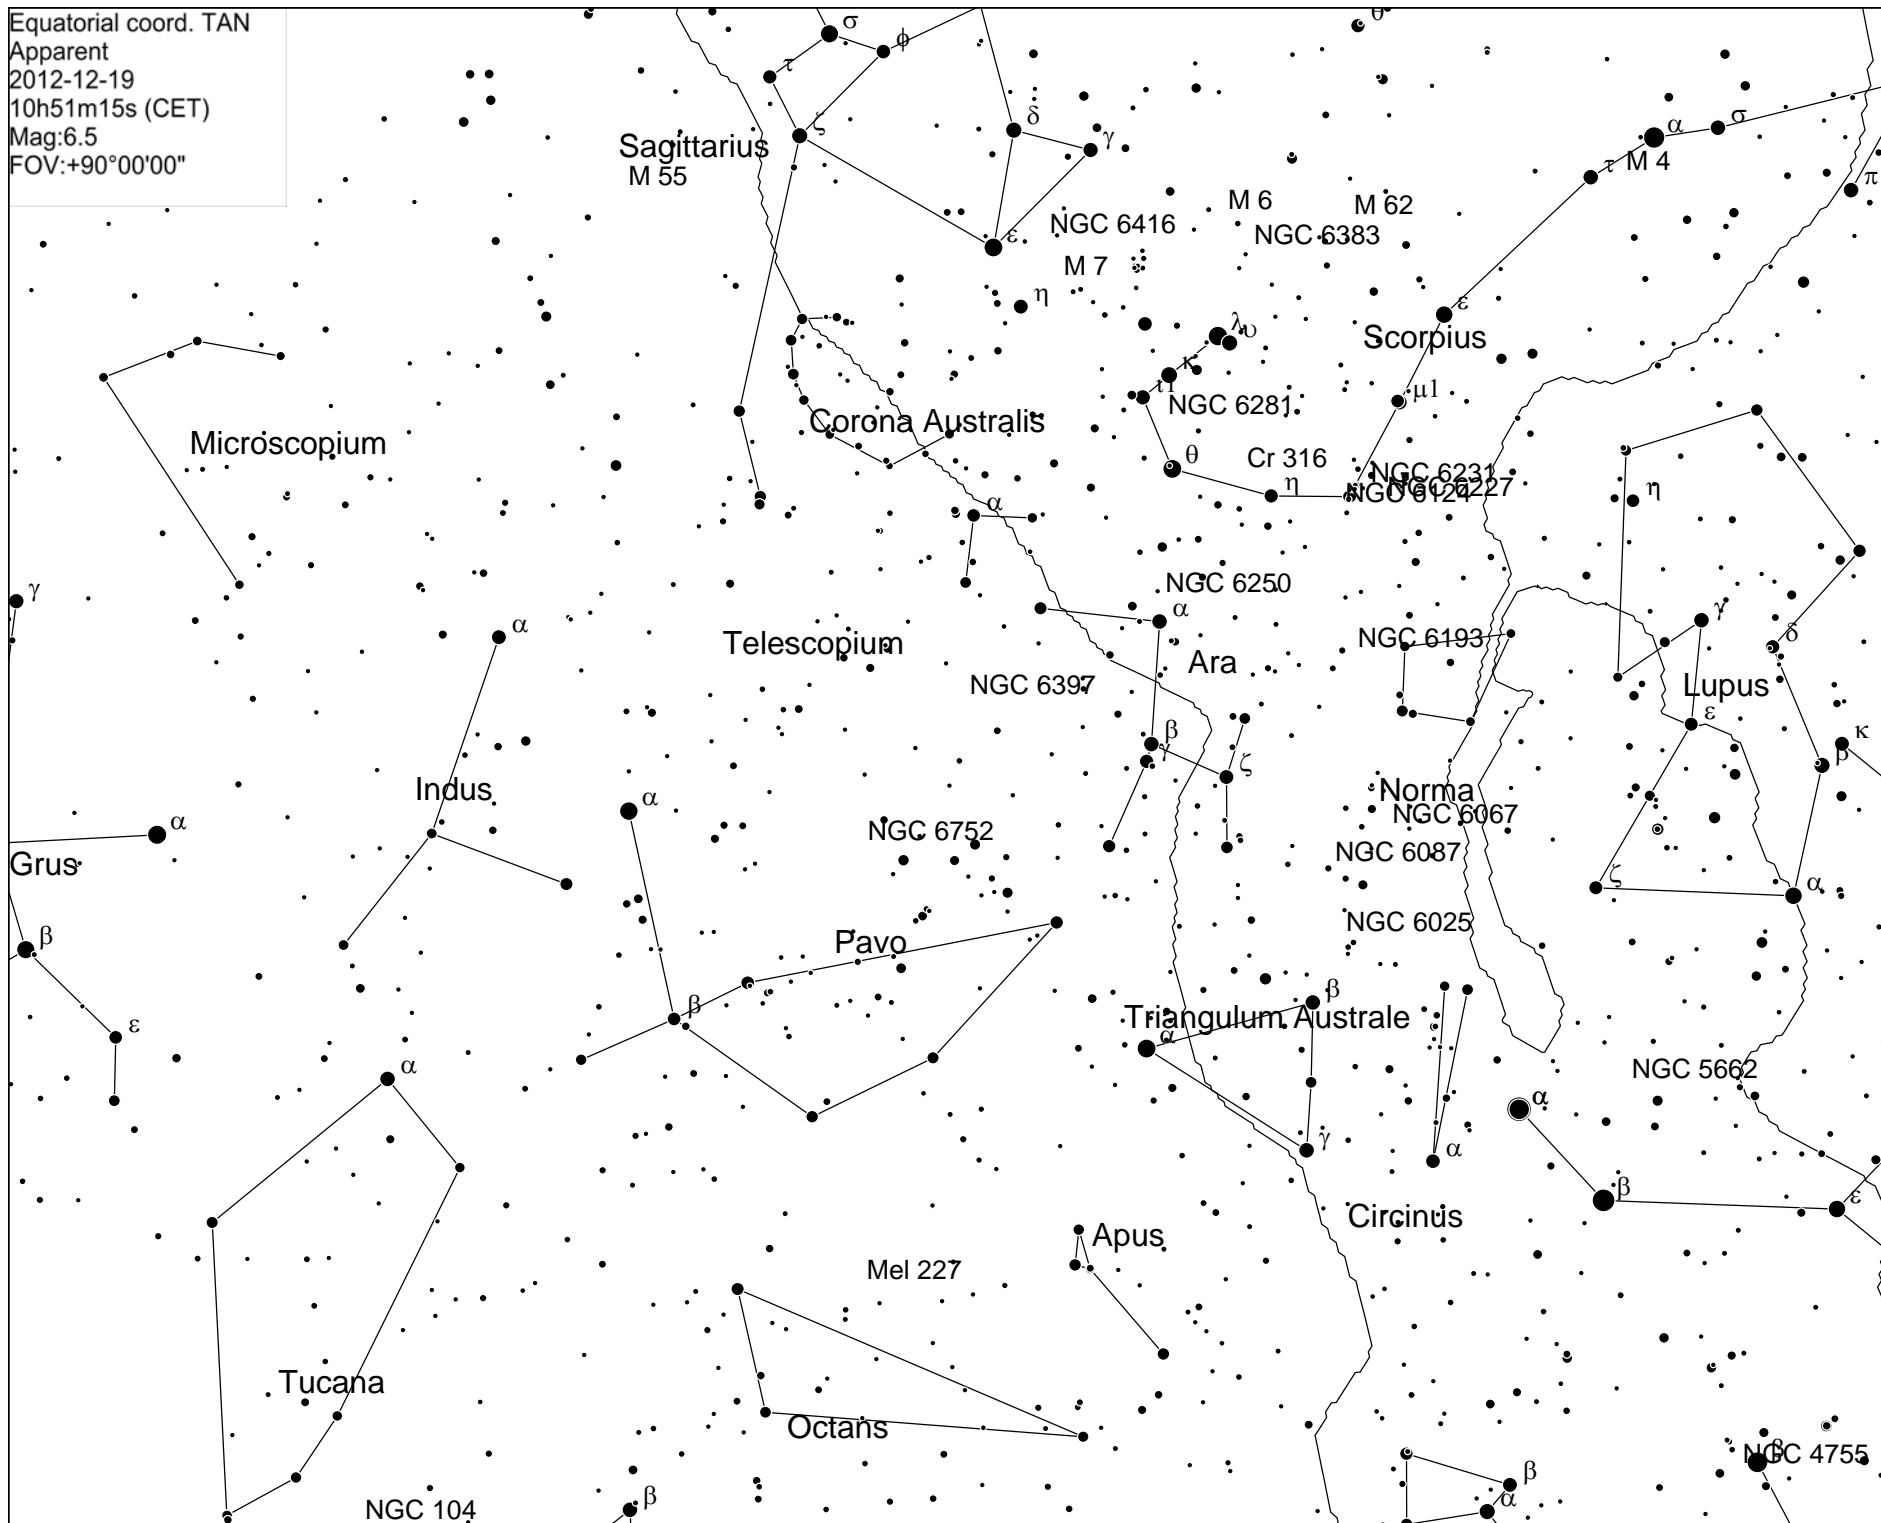 Equatorial coord. TAN
Apparent
2012-12-19
10h51m15s (CET)
Mag:6.5
FOV:+90°00'00"
σ
θ
ϕ
τ
δ
ζ
γ
α
σ
Sagittarius
M 55
τ
M 4
π
M 6
M 62
NGC 6416
NGC 6383
ε
M 7
η
ε
λ
υ
Scorpius
κ
ι1
μ1
NGC 6281
Corona Australis
Microscopium
θ
Cr 316
η
NGC 6231
NGC 6227
NGC 6124
η
α
γ
NGC 6250
α
γ
α
Telescopium
NGC 6193
δ
Ara
NGC 6397
Lupus
ε
β
γ
ζ
κ
β
Indus
α
Norma
NGC 6067
α
NGC 6752
NGC 6087
Grus
ζ
α
NGC 6025
β
Pavo
β
β
Triangulum Australe
α
ε
α
NGC 5662
α
γ
α
β
ε
Circinus
Apus
Mel 227
Tucana
Octans
β
NGC 4755
β
α
β
NGC 104